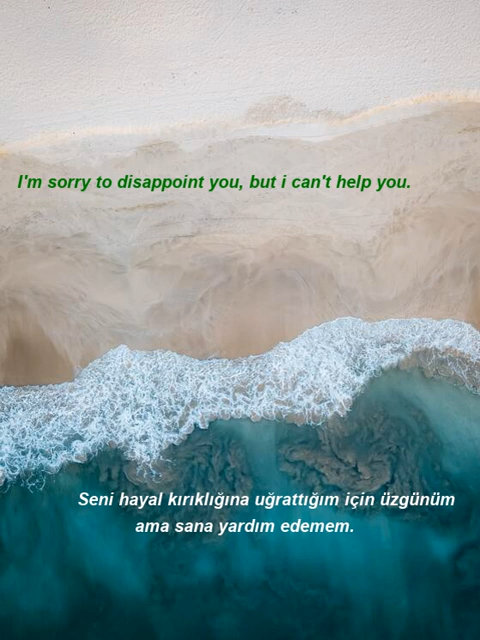 I'm sorry to disappoint you, but i can't help you.
Seni hayal kırıklığına uğrattığım için üzgünüm
ama sana yardım edemem.